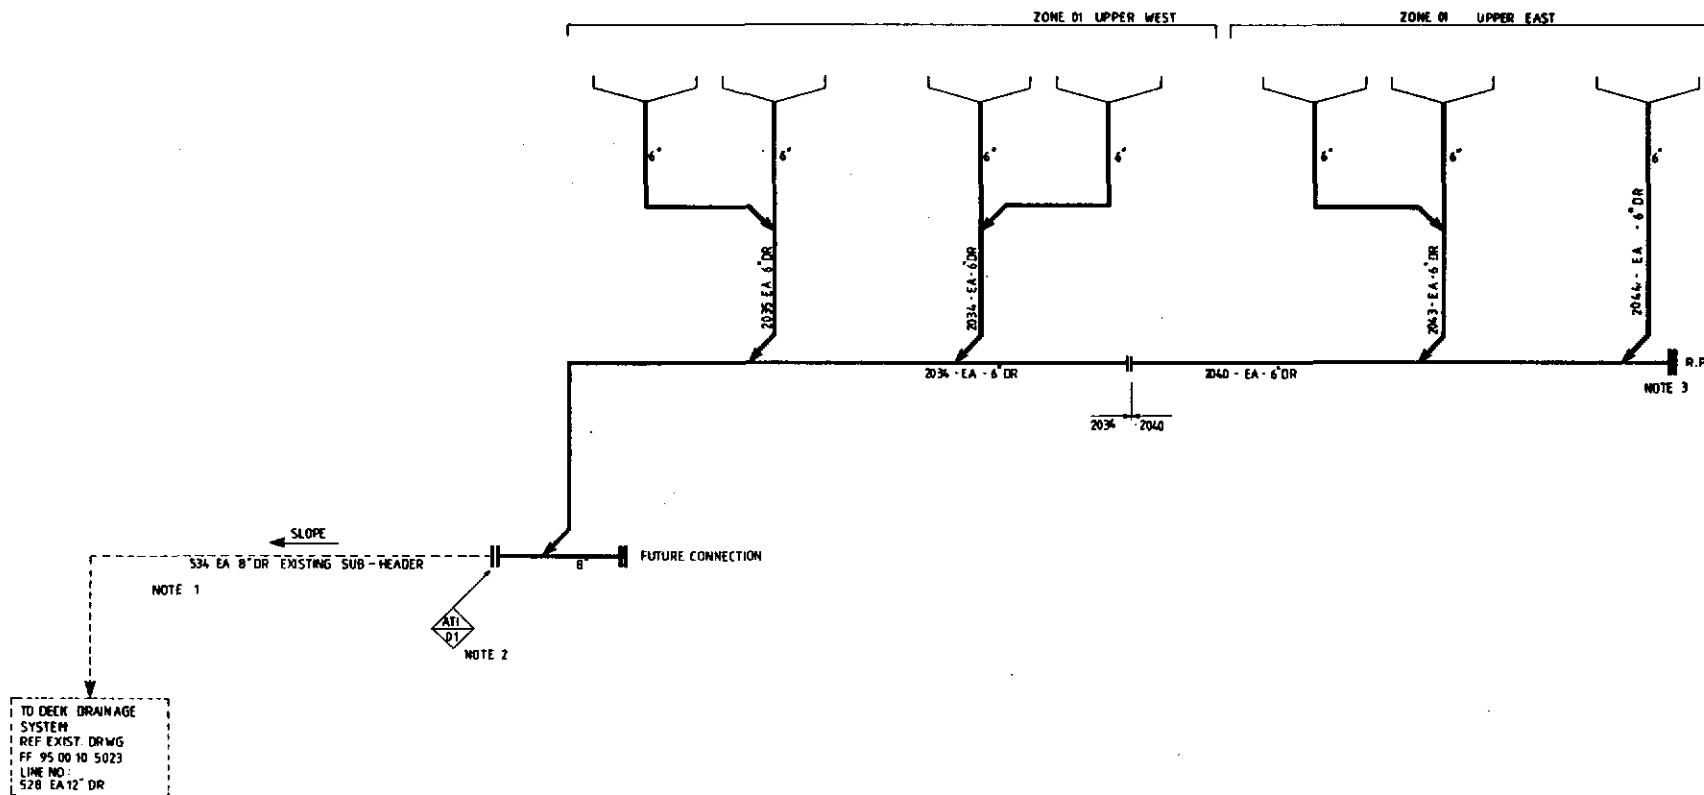 ZONE 01 UPPER WEST
ZONE 01 UPPER EAST
6"
6"
6"
6"
6"
6"
6"
2035 EA 6" DR
2034 - EA - 6" DR
2043 - EA - 6" DR
2044 - EA - 6" DR
2034 - EA - 6" DR
2040 - EA - 6" DR
R.P
NOTE 3
2034 2040
SLOPE
534 EA 8" DR EXISTING SUB - HEADER
8"
FUTURE CONNECTION
NOTE 1
ATI
01
NOTE 2
TO DECK DRAINAGE
SYSTEM
REF EXIST. DRWG
FF 95 00 10 5023
LINE NO:
528 EA 12" DR